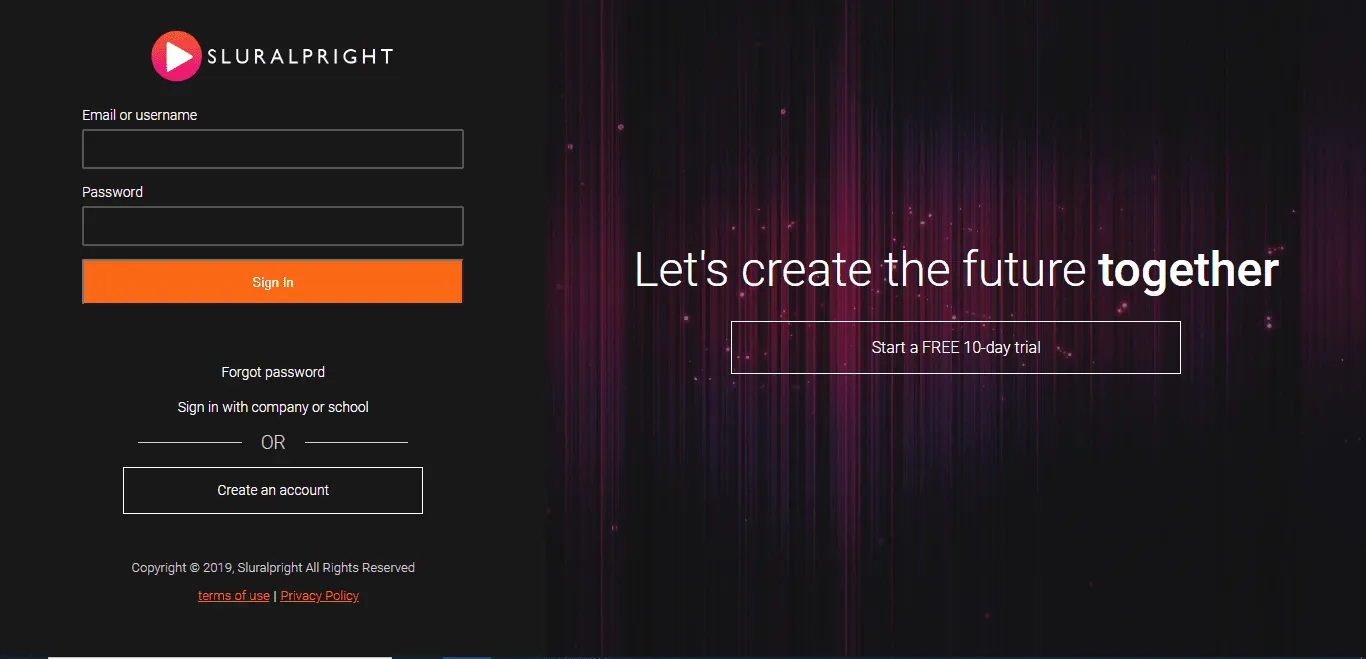 SLURALPRIGHT
Email or username
Password
Sign In
Forgot password
Sign in with company or school
OR
Create an account
Copyright © 2019, Sluralpright All Rights Reserved
terms of use | Privacy Policy
Let's create the future together
Start a FREE 10-day trial